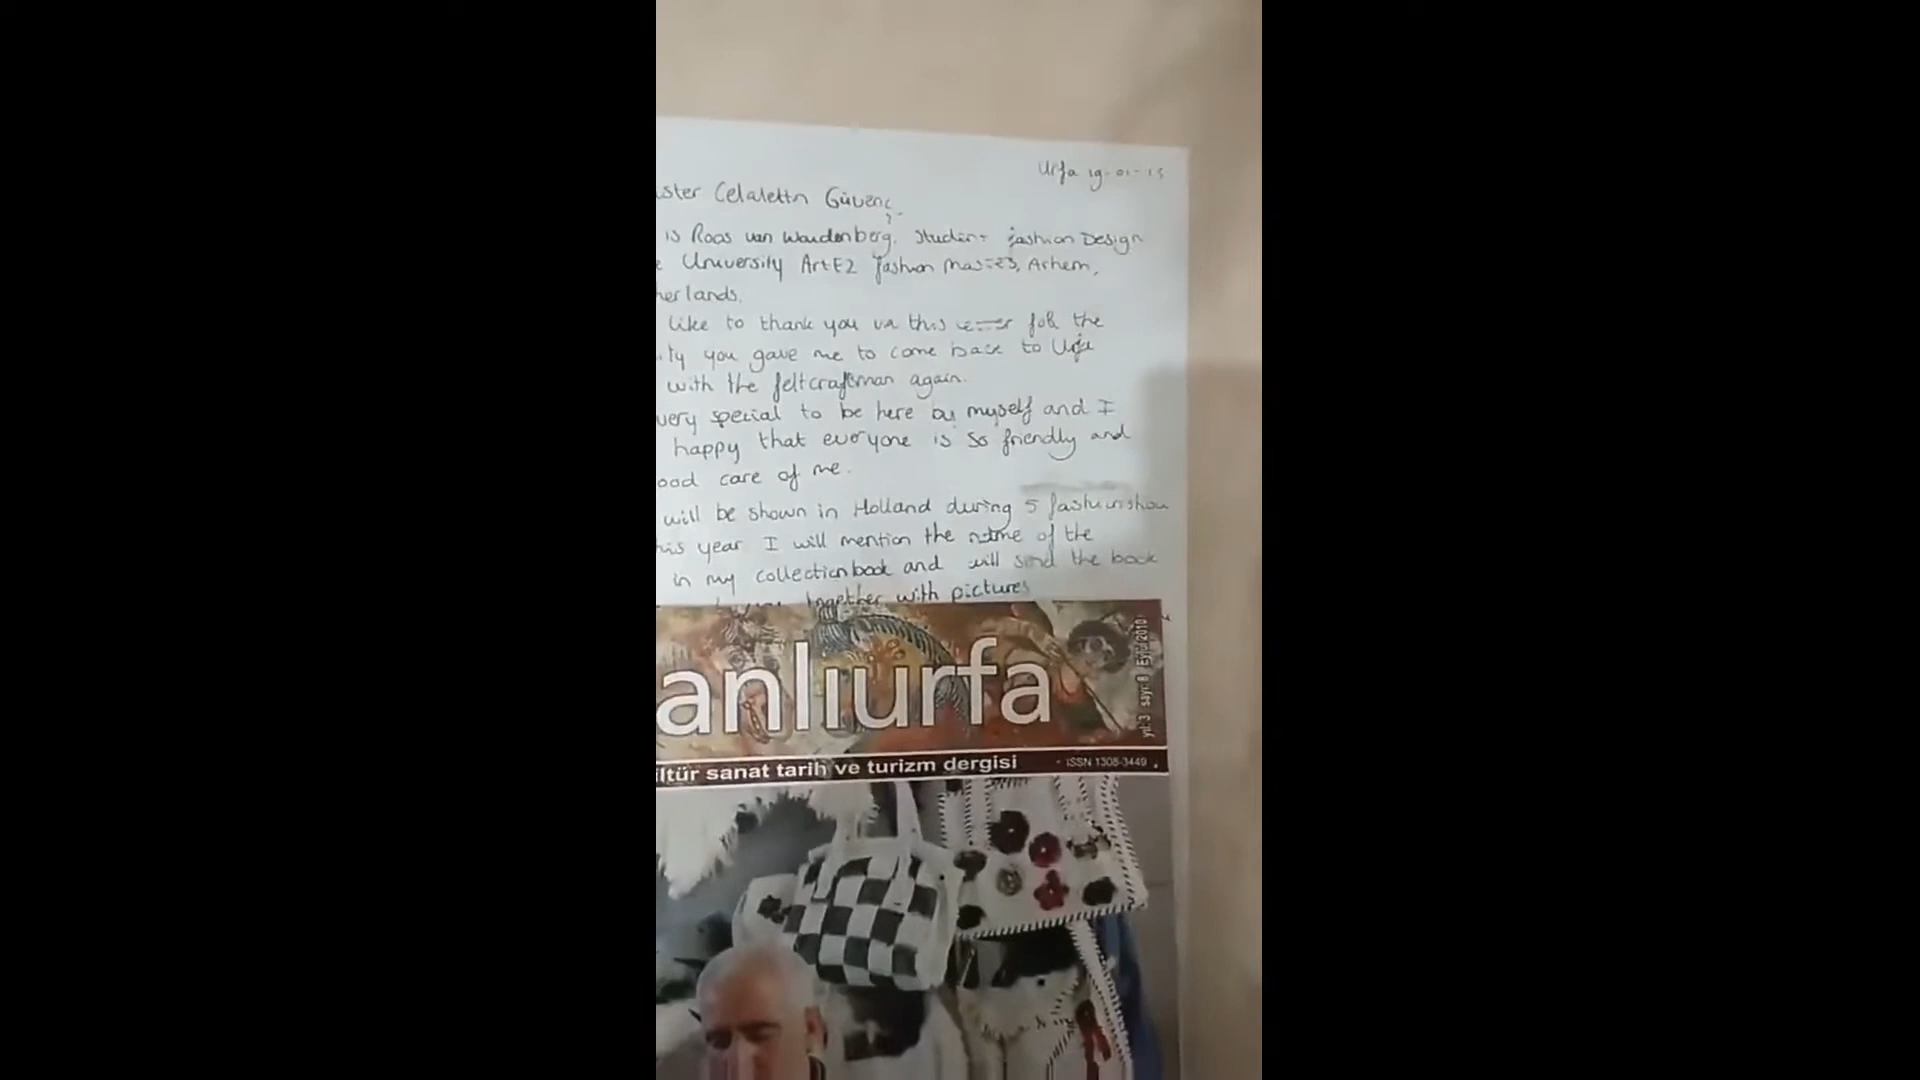 Urfa 19-01-13
ster Celalettin Güvenç,
is Roos van Woudenberg, student fashion Design
University ArtEZ fashion masters, Arhem,
herlands.
like to thank you via this letter for the
ty you gave me to come back to Urfa
with the feltcraftman again.
very special to be here by myself and I
happy that everyone is so friendly and
ood care of me.
will be shown in Holland during 5 fashionshow
his year I will mention the name of the
in my collectionbook and will send the book
together with pictures
anlıurfa
yıl:3 sayı: 8 Eylül 2010
ltür sanat tarih ve turizm dergisi
ISSN 1308-3449